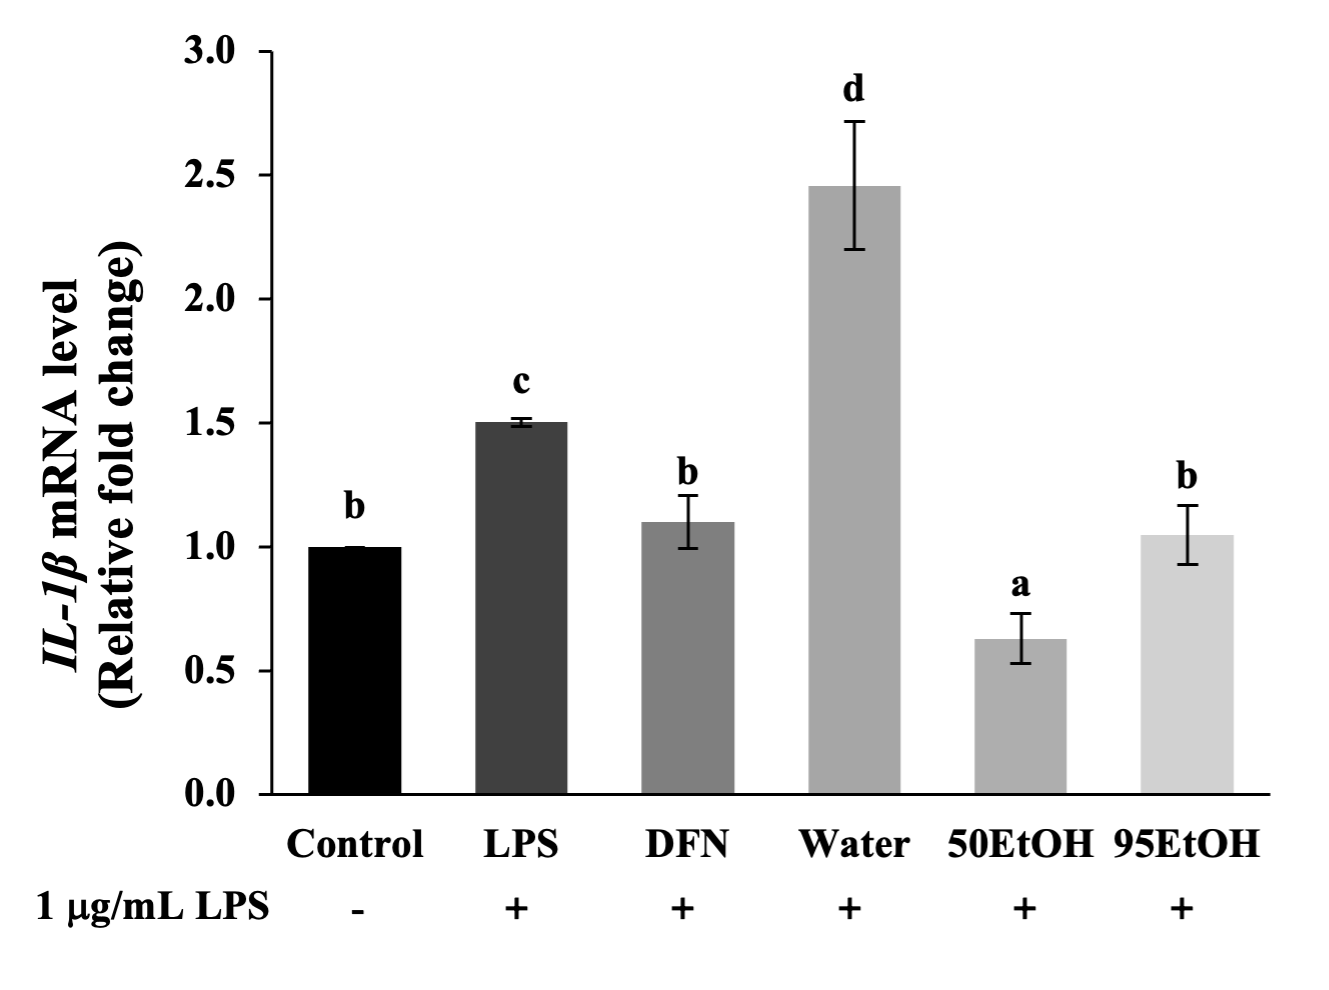 IL-1β mRNA level
(Relative fold change)
3.0
2.5
2.0
1.5
1.0
0.5
0.0
b
c
b
d
a
b
Control LPS DFN Water 50EtOH 95EtOH
1 μg/mL LPS - + + + + +